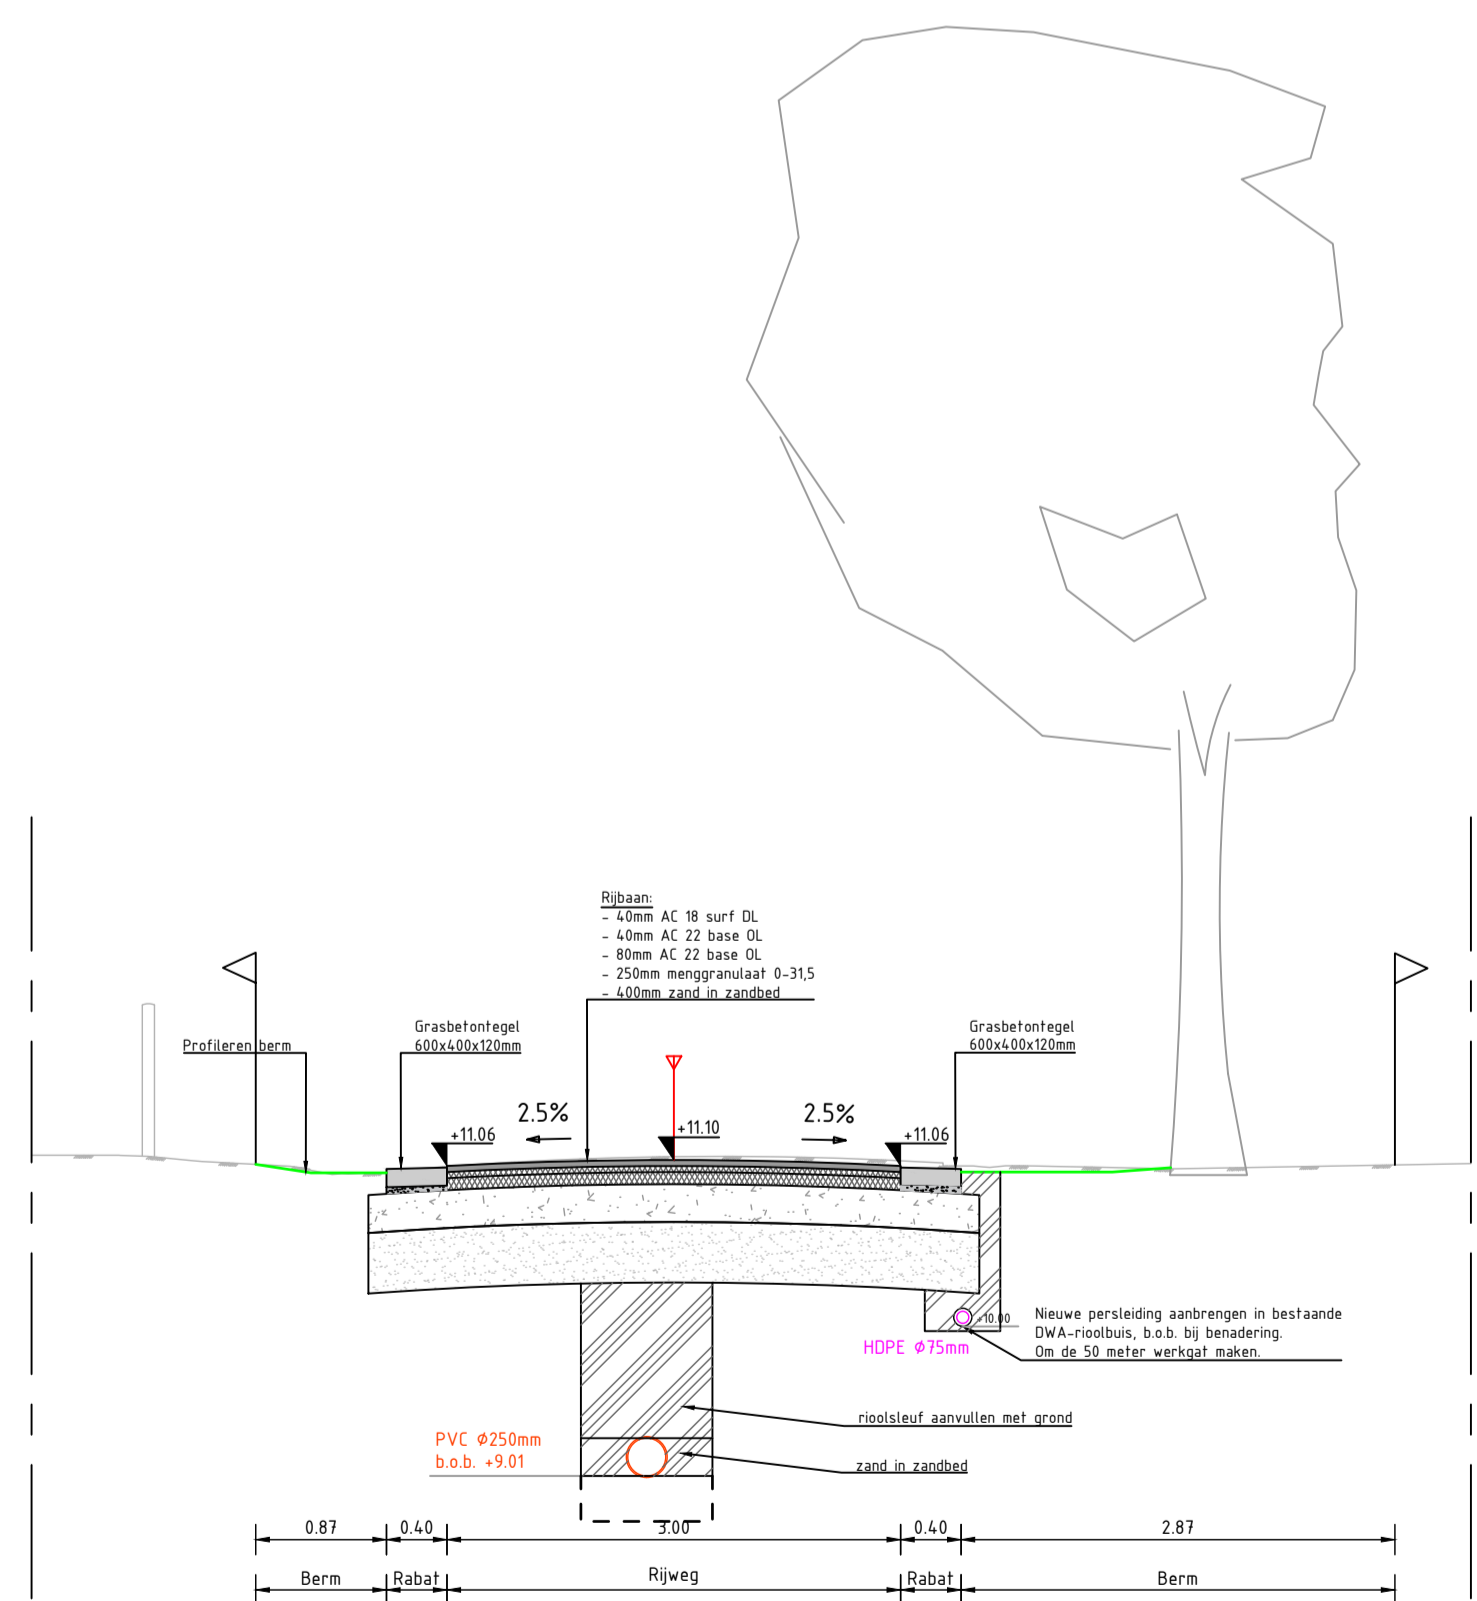 Rijbaan:
- 40mm AC 18 surf DL
- 40mm AC 22 base OL
- 80mm AC 22 base OL
- 250mm menggranulaat 0-31,5
- 400mm zand in zandbed
Grasbetontegel
600x400x120mm
Grasbetontegel
600x400x120mm
Profileren berm
2.5%
2.5%
+11.06
+11.10
+11.06
+10.00
Nieuwe persleiding aanbrengen in bestaande
DWA-rioolbuis, b.o.b. bij benadering.
Om de 50 meter werkgat maken.
HDPE Ø75mm
rioolsleuf aanvullen met grond
PVC Ø250mm
b.o.b. +9.01
zand in zandbed
0.87
0.40
3.00
0.40
2.87
Berm
Rabat
Rijweg
Rabat
Berm